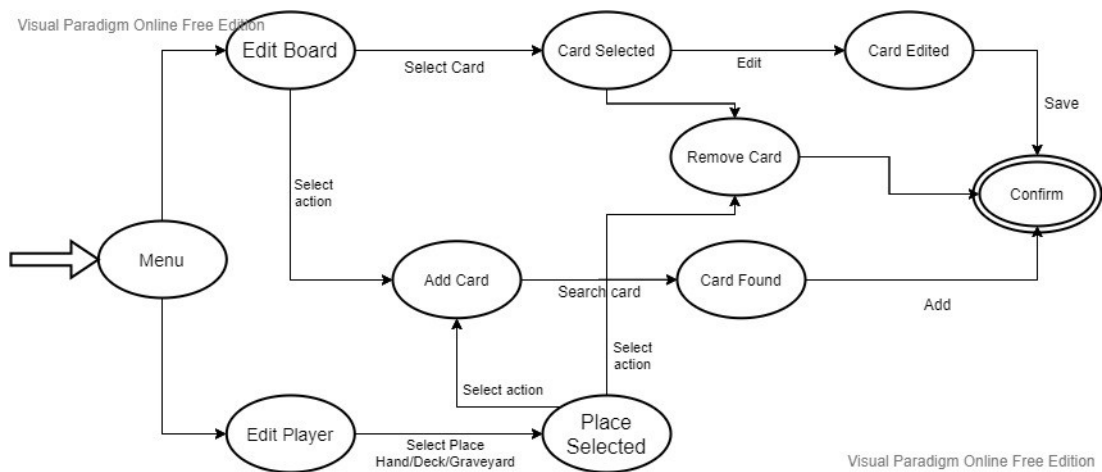 Visual Paradigm Online Free Edition
Edit Board
Select Card
Card Selected
Edit
Card Edited
Save
Remove Card
Select
action
Confirm
Menu
Add Card
Search card
Card Found
Add
Select
action
Select action
Edit Player
Select Place
Hand/Deck/Graveyard
Place
Selected
Visual Paradigm Online Free Edition